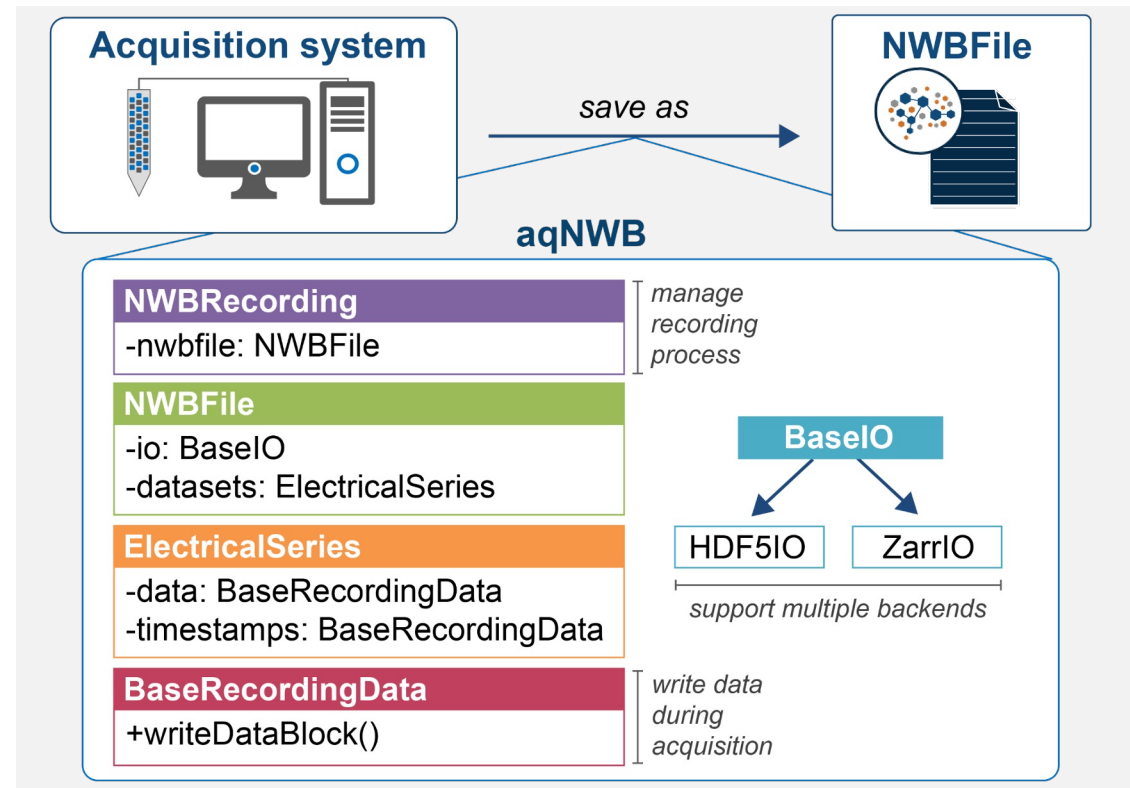 Acquisition system
save as
NWBFile
aqNWB
NWBRecording
-nwbfile: NWBFile
manage
recording
process
NWBFile
-io: BaseIO
-datasets: ElectricalSeries
ElectricalSeries
-data: BaseRecordingData
-timestamps: BaseRecordingData
BaseRecordingData
+writeDataBlock()
write data
during
acquisition
BaseIO
HDF5IO
ZarrIO
support multiple backends